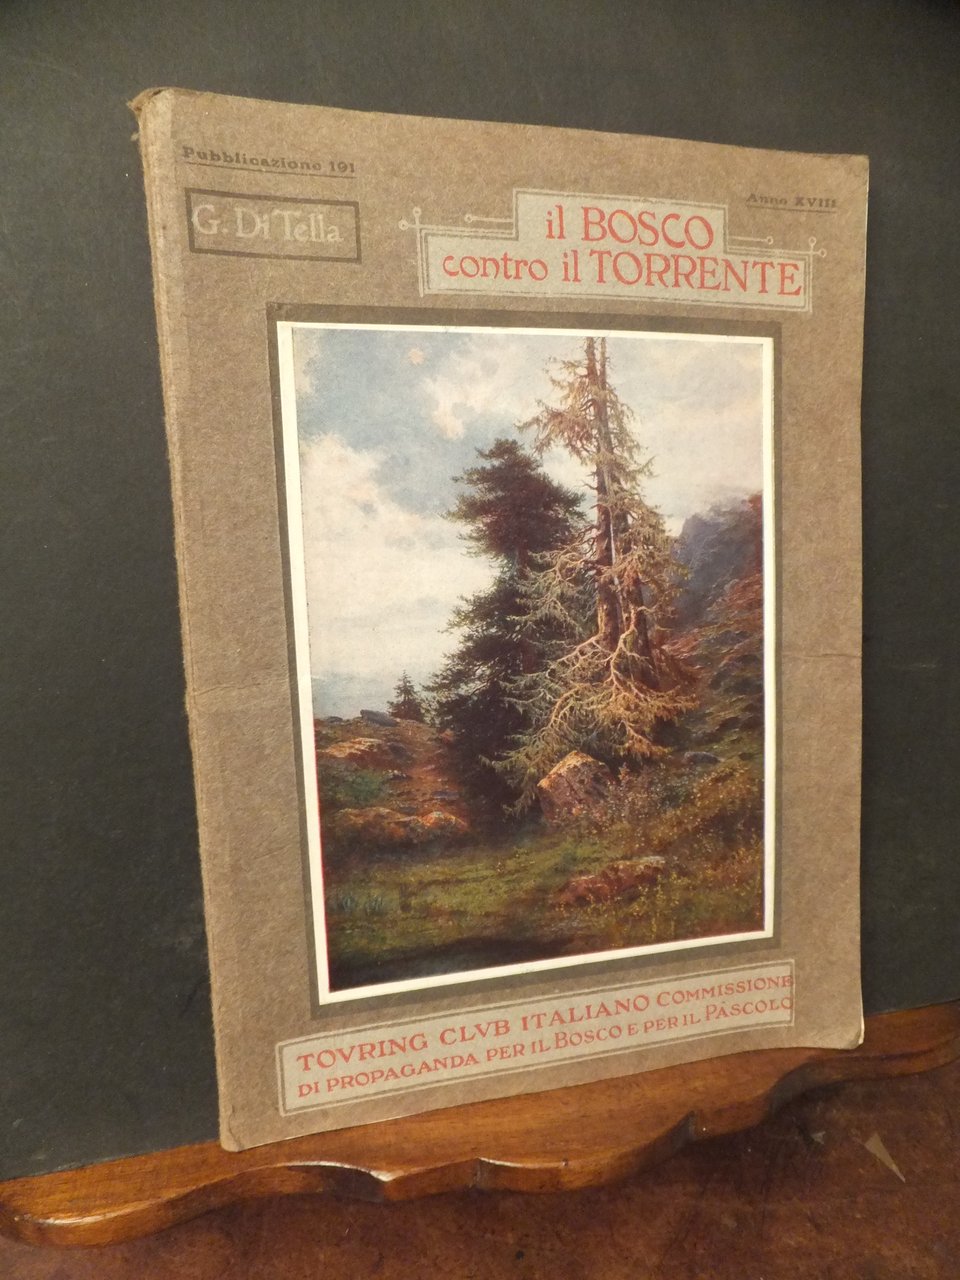 Pubblicazione 191
Anno XVIII
G. Di Tella
il BOSCO
contro il TORRENTE
TOVRING CLVB ITALIANO COMMISSIONE
DI PROPAGANDA PER IL BOSCO E PER IL PASCOLO